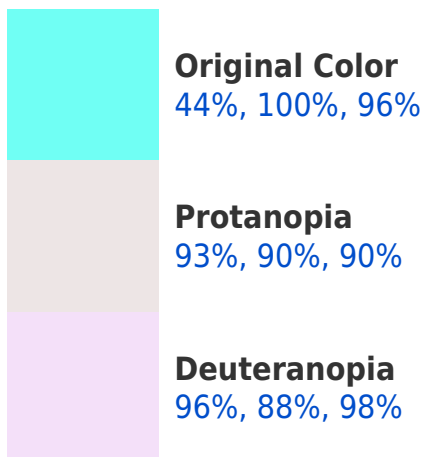 Original Color
44%, 100%, 96%
Protanopia
93%, 90%, 90%
Deuteranopia
96%, 88%, 98%